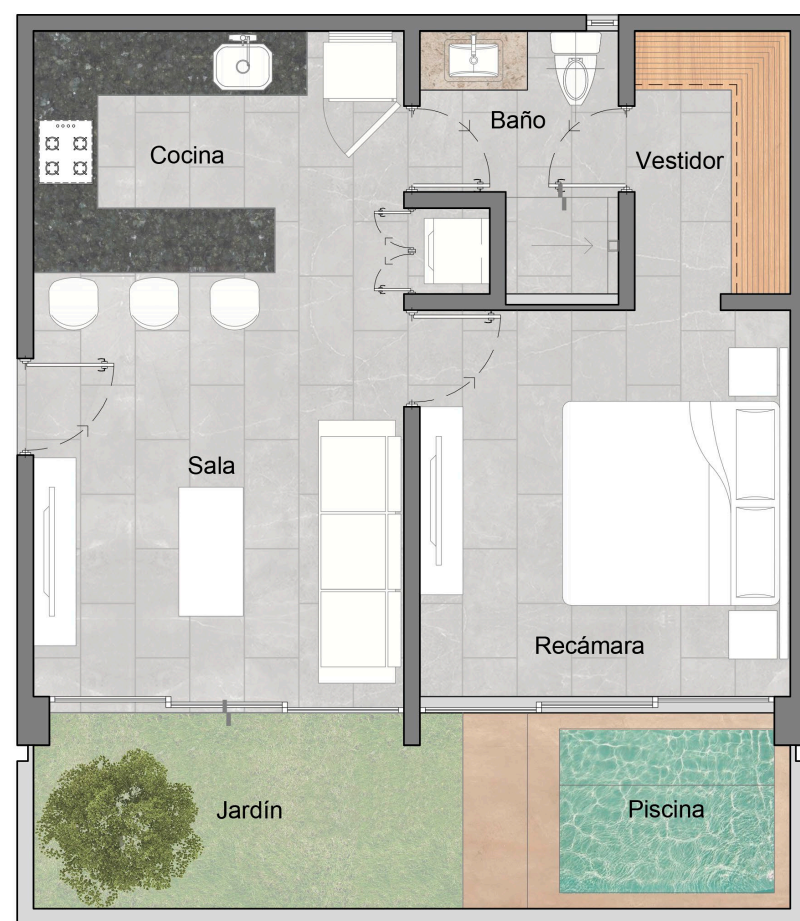 Baño
Cocina
Vestidor
Sala
Recámara
Jardín
Piscina